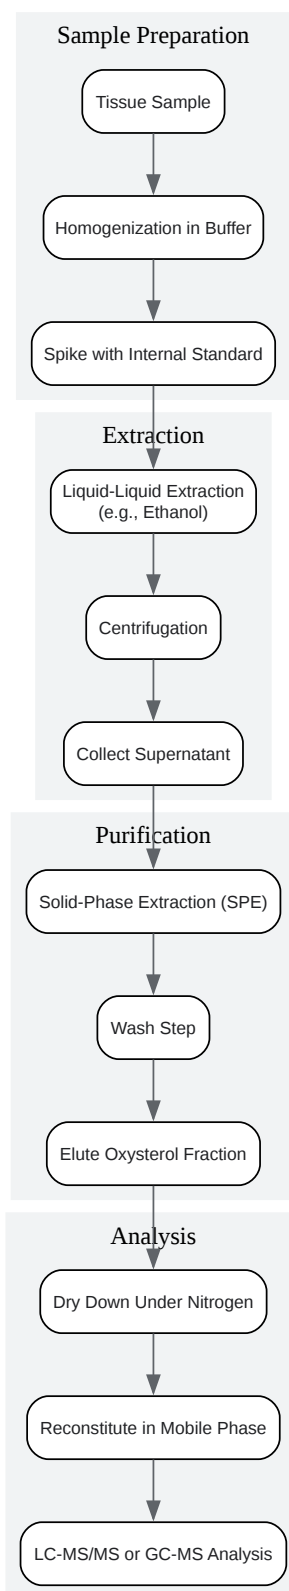 Sample Preparation
Tissue Sample
Homogenization in Buffer
Spike with Internal Standard
Extraction
Liquid-Liquid Extraction
(e.g., Ethanol)
Centrifugation
Collect Supernatant
Purification
Solid-Phase Extraction (SPE)
Wash Step
Elute Oxysterol Fraction
Analysis
Dry Down Under Nitrogen
Reconstitute in Mobile Phase
LC-MS/MS or GC-MS Analysis